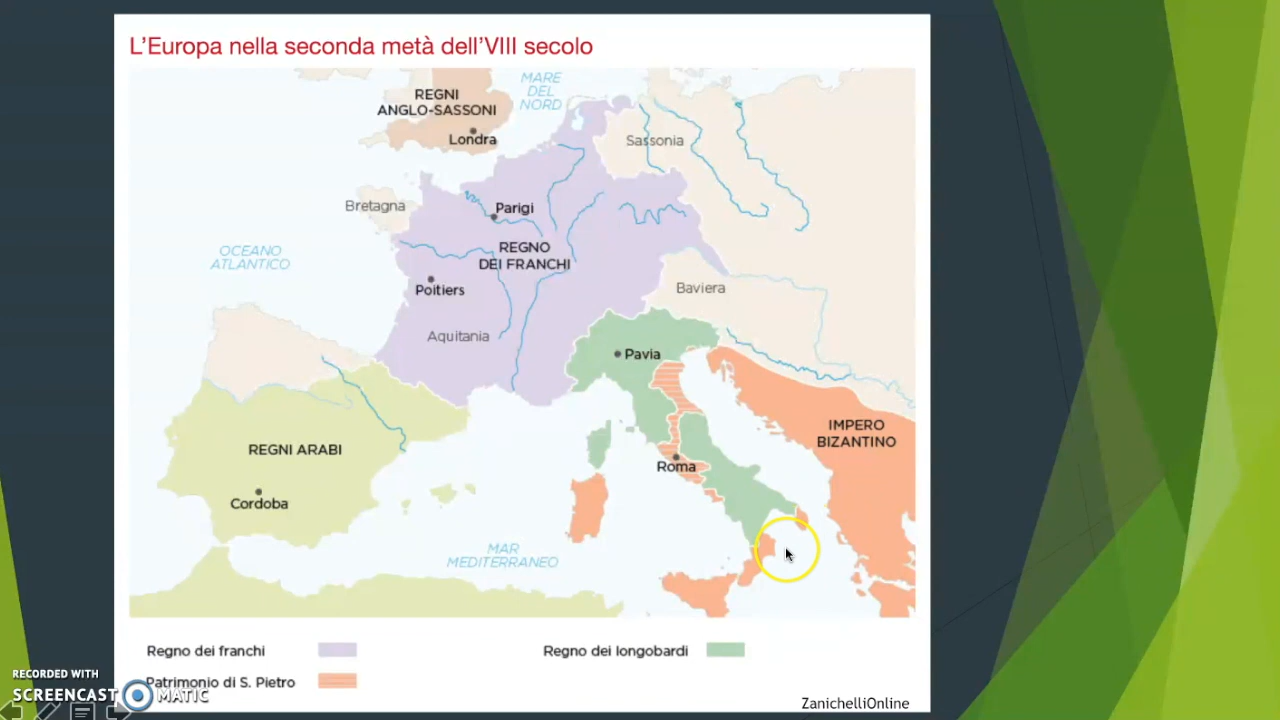 L'Europa nella seconda metà dell'VIII secolo
MARE
DEL
NORD
REGNI
ANGLO-SASSONI
Londra
Sassonia
Bretagna
Parigi
OCEANO
ATLANTICO
REGNO
DEI FRANCHI
Poitiers
Baviera
Aquitania
Pavia
IMPERO
BIZANTINO
REGNI ARABI
Roma
Cordoba
MAR
MEDITERRANEO
Regno dei franchi
Regno dei longobardi
Patrimonio di S. Pietro
ZanichelliOnline
RECORDED WITH
SCREENCAST MATIC